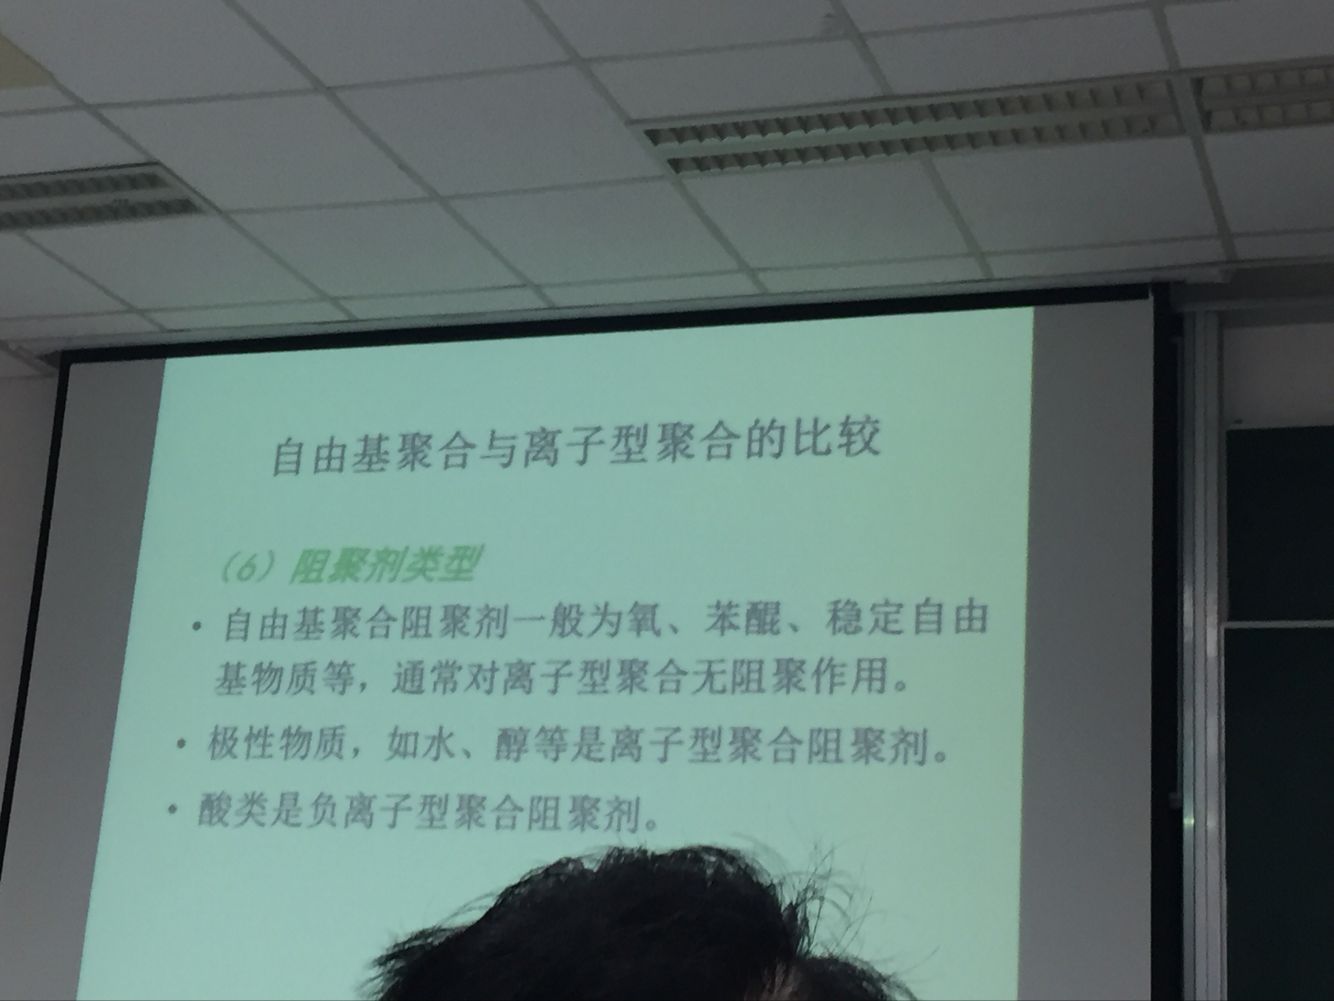 自由基聚合与离子型聚合的比较
（6）阻聚剂类型
• 自由基聚合阻聚剂一般为氧、苯醌、稳定自由
基物质等，通常对离子型聚合无阻聚作用。
• 极性物质，如水、醇等是离子型聚合阻聚剂。
• 酸类是负离子型聚合阻聚剂。